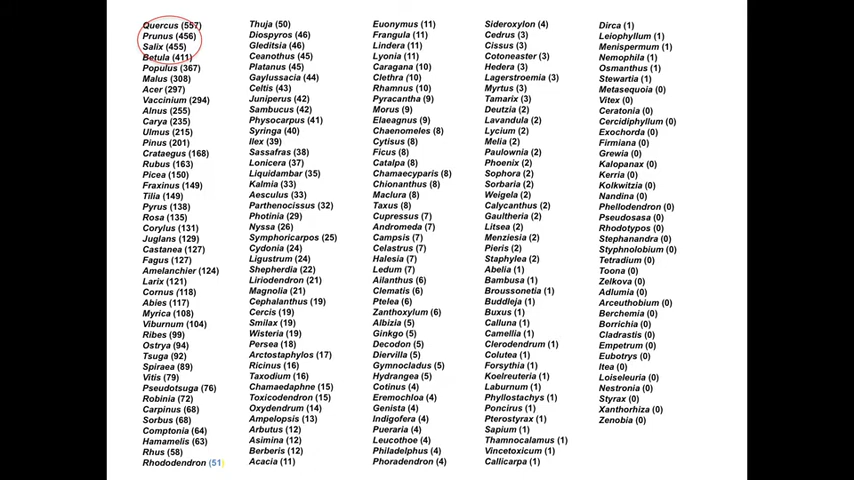 Quercus (557)
Prunus (456)
Salix (455)
Betula (411)
Populus (367)
Malus (308)
Acer (297)
Vaccinium (294)
Alnus (255)
Carya (235)
Ulmus (215)
Pinus (201)
Crataegus (168)
Rubus (163)
Picea (150)
Fraxinus (149)
Tilia (149)
Pyrus (138)
Rosa (135)
Corylus (131)
Juglans (129)
Castanea (127)
Fagus (127)
Amelanchier (124)
Larix (121)
Cornus (118)
Abies (117)
Myrica (108)
Viburnum (104)
Ribes (99)
Ostrya (94)
Tsuga (92)
Spiraea (89)
Vitis (79)
Pseudotsuga (76)
Robinia (72)
Carpinus (68)
Sorbus (68)
Comptonia (64)
Hamamelis (63)
Rhus (58)
Rhododendron (51)
Thuja (50)
Diospyros (46)
Gleditsia (46)
Ceanothus (45)
Platanus (45)
Gaylussacia (44)
Celtis (43)
Juniperus (42)
Sambucus (42)
Physocarpus (41)
Syringa (40)
Ilex (39)
Sassafras (38)
Lonicera (37)
Liquidambar (35)
Kalmia (33)
Aesculus (33)
Parthenocissus (32)
Photinia (29)
Nyssa (26)
Symphoricarpos (25)
Cydonia (24)
Ligustrum (24)
Shepherdia (22)
Liriodendron (21)
Magnolia (21)
Cephalanthus (19)
Cercis (19)
Smilax (19)
Wisteria (19)
Persea (18)
Arctostaphylos (17)
Ricinus (16)
Taxodium (16)
Chamaedaphne (15)
Toxicodendron (15)
Oxydendrum (14)
Ampelopsis (13)
Arbutus (12)
Asimina (12)
Berberis (12)
Acacia (11)
Euonymus (11)
Frangula (11)
Lindera (11)
Lyonia (11)
Caragana (10)
Clethra (10)
Rhamnus (10)
Pyracantha (9)
Morus (9)
Elaeagnus (9)
Chaenomeles (8)
Cytisus (8)
Ficus (8)
Catalpa (8)
Chamaecyparis (8)
Chionanthus (8)
Maclura (8)
Taxus (8)
Cupressus (7)
Andromeda (7)
Campsis (7)
Celastrus (7)
Halesia (7)
Ledum (7)
Ailanthus (6)
Clematis (6)
Ptelea (6)
Zanthoxylum (6)
Albizia (5)
Ginkgo (5)
Decodon (5)
Diervilla (5)
Gymnocladus (5)
Hydrangea (5)
Cotinus (4)
Eremochloa (4)
Genista (4)
Indigofera (4)
Pueraria (4)
Leucothoe (4)
Philadelphus (4)
Phoradendron (4)
Sideroxylon (4)
Cedrus (3)
Cissus (3)
Cotoneaster (3)
Hedera (3)
Lagerstroemia (3)
Myrtus (3)
Tamarix (3)
Deutzia (2)
Lavandula (2)
Lycium (2)
Melia (2)
Paulownia (2)
Phoenix (2)
Sophora (2)
Sorbaria (2)
Weigela (2)
Calycanthus (2)
Gaultheria (2)
Litsea (2)
Menziesia (2)
Pieris (2)
Staphylea (2)
Abelia (1)
Bambusa (1)
Broussonetia (1)
Buddleja (1)
Buxus (1)
Calluna (1)
Camellia (1)
Clerodendrum (1)
Colutea (1)
Forsythia (1)
Koelreuteria (1)
Laburnum (1)
Phyllostachys (1)
Poncirus (1)
Pterostyrax (1)
Sapium (1)
Thamnocalamus (1)
Vincetoxicum (1)
Callicarpa (1)
Dirca (1)
Leiophyllum (1)
Menispermum (1)
Nemophila (1)
Osmanthus (1)
Stewartia (1)
Metasequoia (0)
Vitex (0)
Ceratonia (0)
Cercidiphyllum (0)
Exochorda (0)
Firmiana (0)
Grewia (0)
Kalopanax (0)
Kerria (0)
Kolkwitzia (0)
Nandina (0)
Phellodendron (0)
Pseudosasa (0)
Rhodotypos (0)
Stephanandra (0)
Styphnolobium (0)
Tetradium (0)
Toona (0)
Zelkova (0)
Adlumia (0)
Arceuthobium (0)
Berchemia (0)
Borrichia (0)
Cladrastis (0)
Empetrum (0)
Eubotrys (0)
Itea (0)
Loiseleuria (0)
Nestronia (0)
Styrax (0)
Xanthorhiza (0)
Zenobia (0)